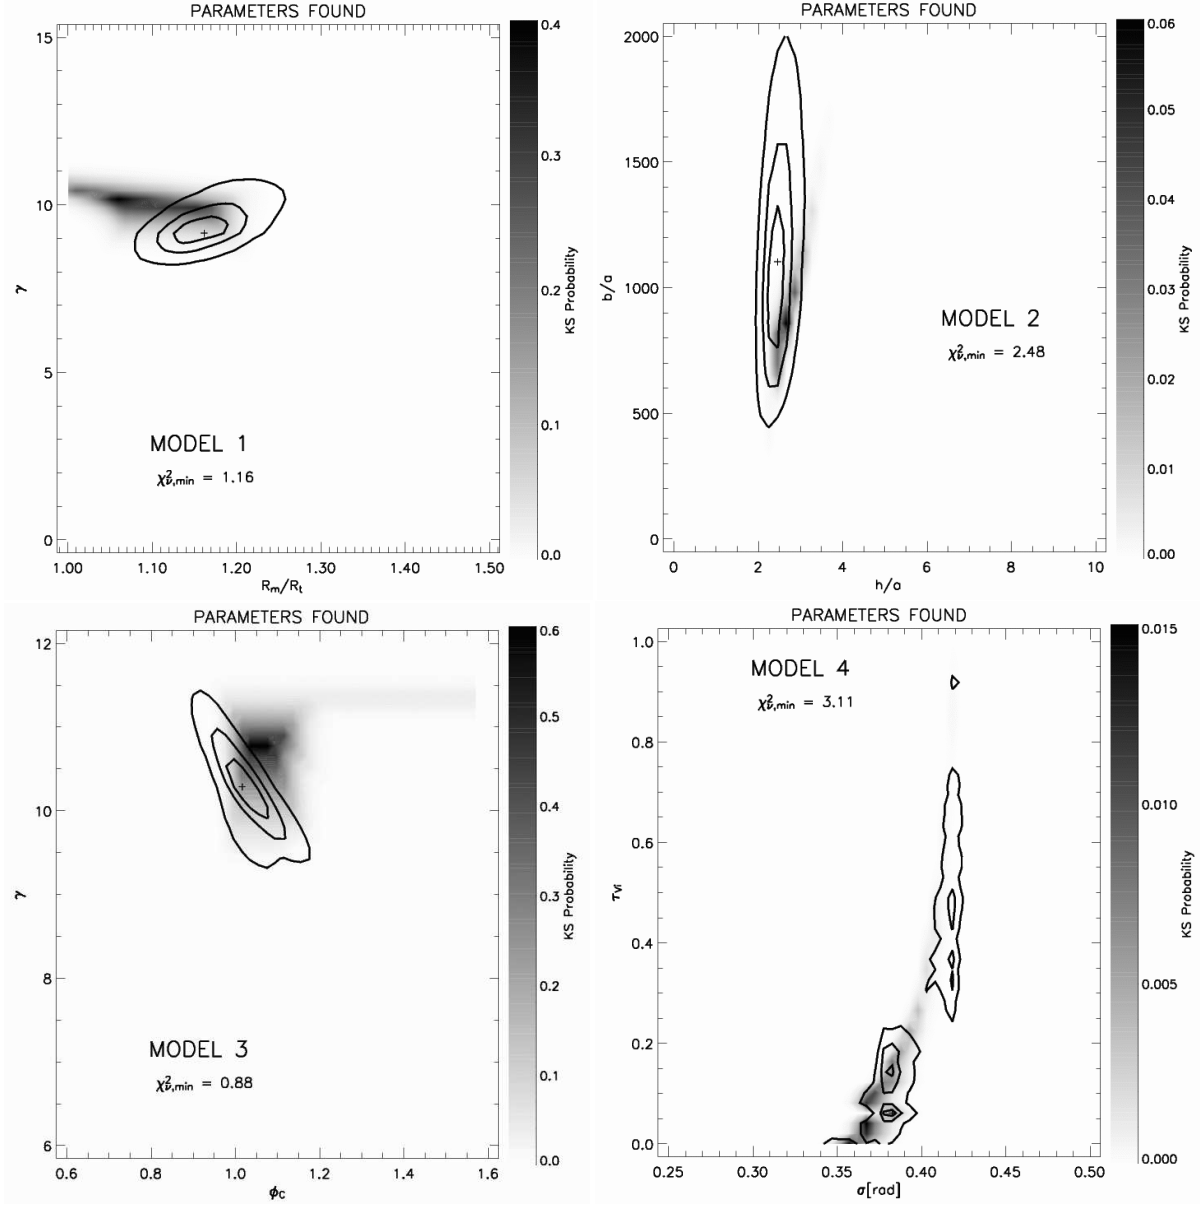 PARAMETERS FOUND
15
10
5
0
γ
1.00 1.10 1.20 1.30 1.40 1.50
Rm/Rt
MODEL 1
χ²ν,min = 1.16
0.4
0.3
0.2
0.1
0.0
KS Probability
PARAMETERS FOUND
2000
1500
1000
500
0
b/a
0 2 4 6 8 10
h/a
MODEL 2
χ²ν,min = 2.48
0.06
0.05
0.04
0.03
0.02
0.01
0.00
KS Probability
PARAMETERS FOUND
12
10
8
6
γ
0.6 0.8 1.0 1.2 1.4 1.6
ϕC
MODEL 3
χ²ν,min = 0.88
0.6
0.5
0.4
0.3
0.2
0.1
0.0
KS Probability
PARAMETERS FOUND
1.0
0.8
0.6
0.4
0.2
0.0
0.25 0.30 0.35 0.40 0.45 0.50
σ[rad]
MODEL 4
χ²ν,min = 3.11
0.015
0.010
0.005
0.000
KS Probability